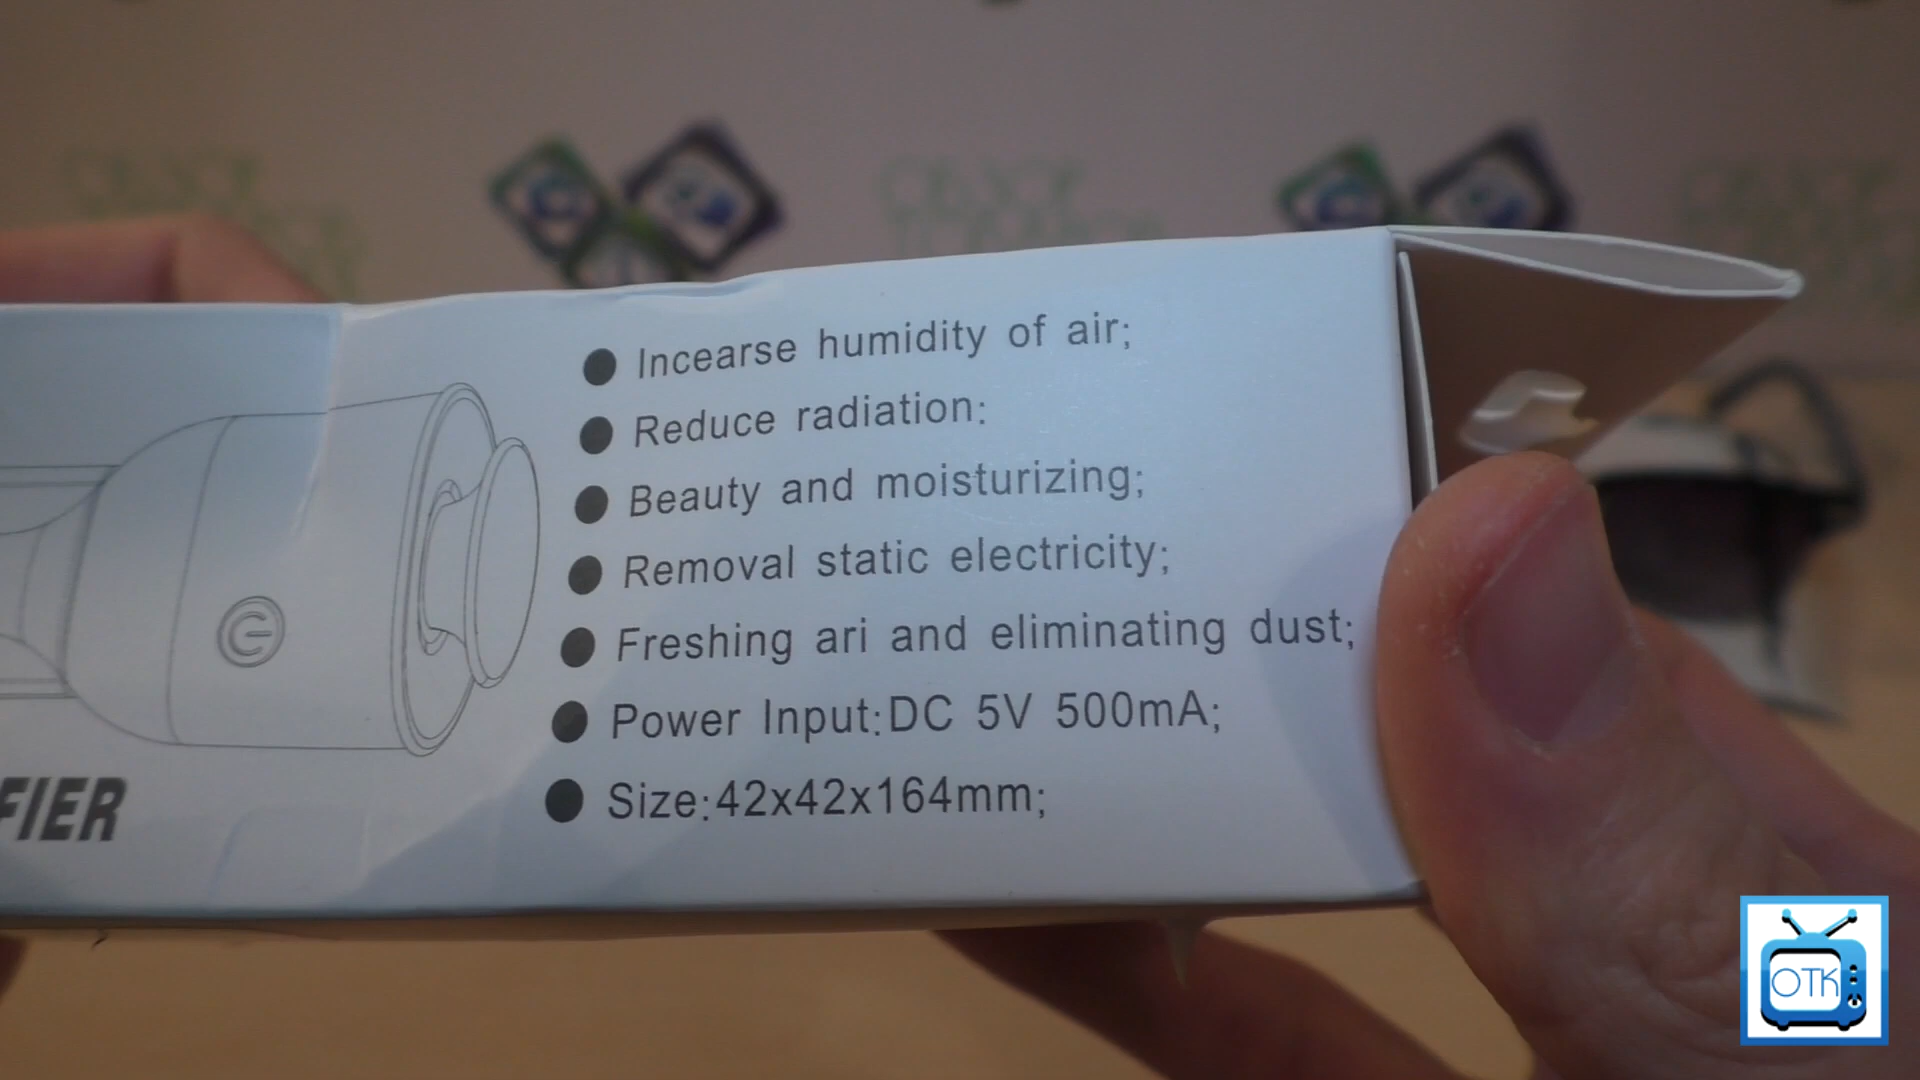 Incearse humidity of air;
Reduce radiation:
Beauty and moisturizing;
Removal static electricity;
Freshing ari and eliminating dust;
Power Input:DC 5V 500mA;
Size:42x42x164mm;
FIER
OTK